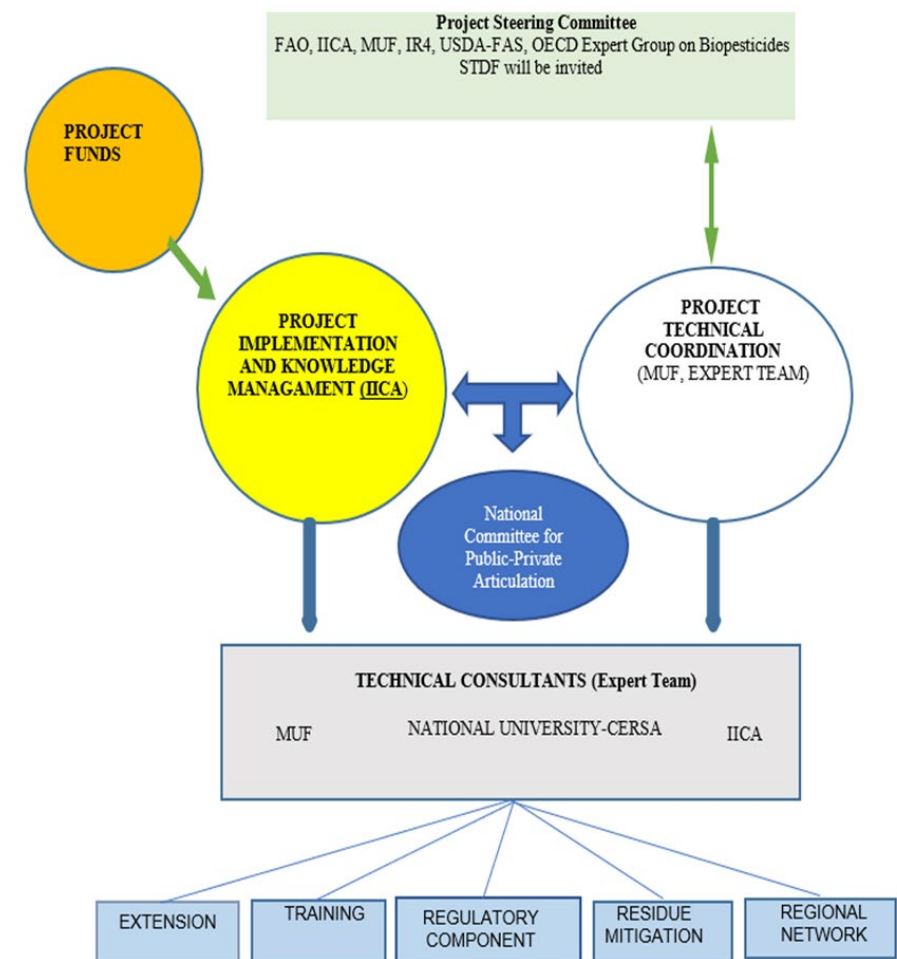 Project Steering Committee
FAO, IICA, MUF, IR4, USDA-FAS, OECD Expert Group on Biopesticides
STDF will be invited
PROJECT
FUNDS
PROJECT
IMPLEMENTATION
AND KNOWLEDGE
MANAGAMENT (IICA)
PROJECT
TECHNICAL
COORDINATION
(MUF, EXPERT TEAM)
National
Committee for
Public-Private
Articulation
TECHNICAL CONSULTANTS (Expert Team)
MUF
NATIONAL UNIVERSITY-CERSA
IICA
EXTENSION
TRAINING
REGULATORY
COMPONENT
RESIDUE
MITIGATION
REGIONAL
NETWORK